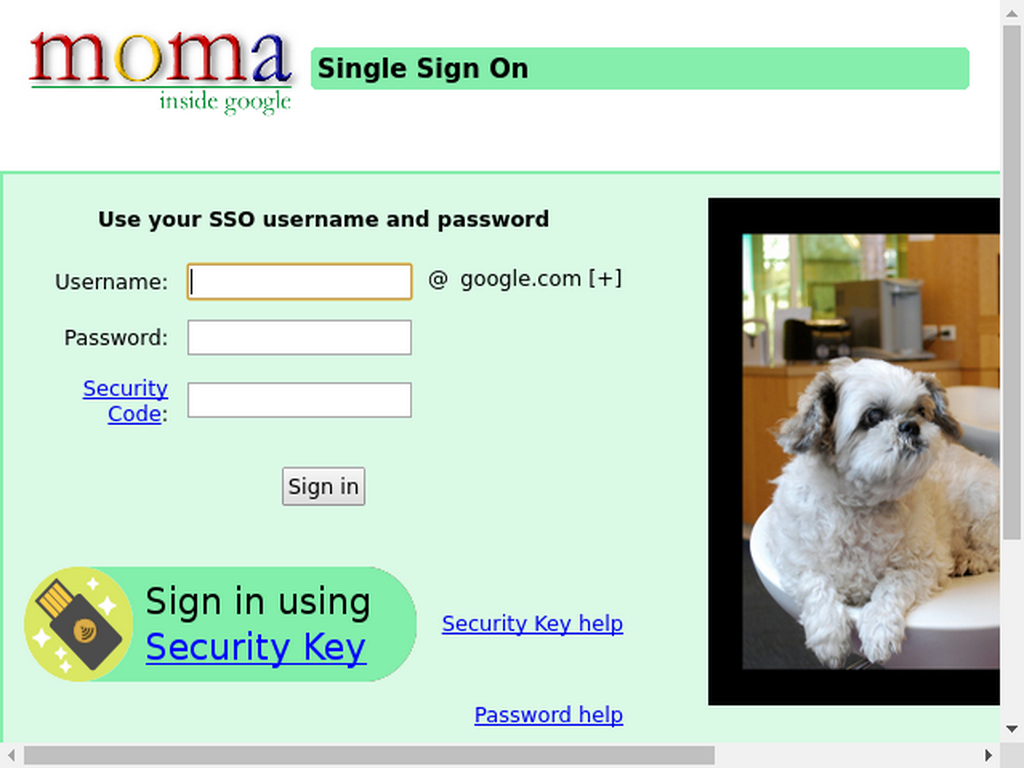 moma
inside google
Single Sign On
Use your SSO username and password
Username:
@ google.com [+]
Password:
Security
Code:
Sign in
Sign in using
Security Key
Security Key help
Password help